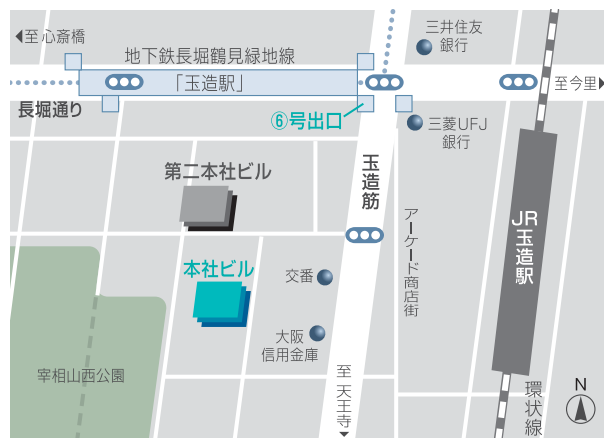 至 心斎橋
三井住友
銀行
地下鉄長堀鶴見緑地線
「玉造駅」
至今里
長堀通り
⑥号出口
三菱UFJ
銀行
第二本社ビル
玉造筋
アーケード商店街
JR玉造駅
本社ビル
交番
大阪
信用金庫
宰相山西公園
至 天王寺
環状線
N